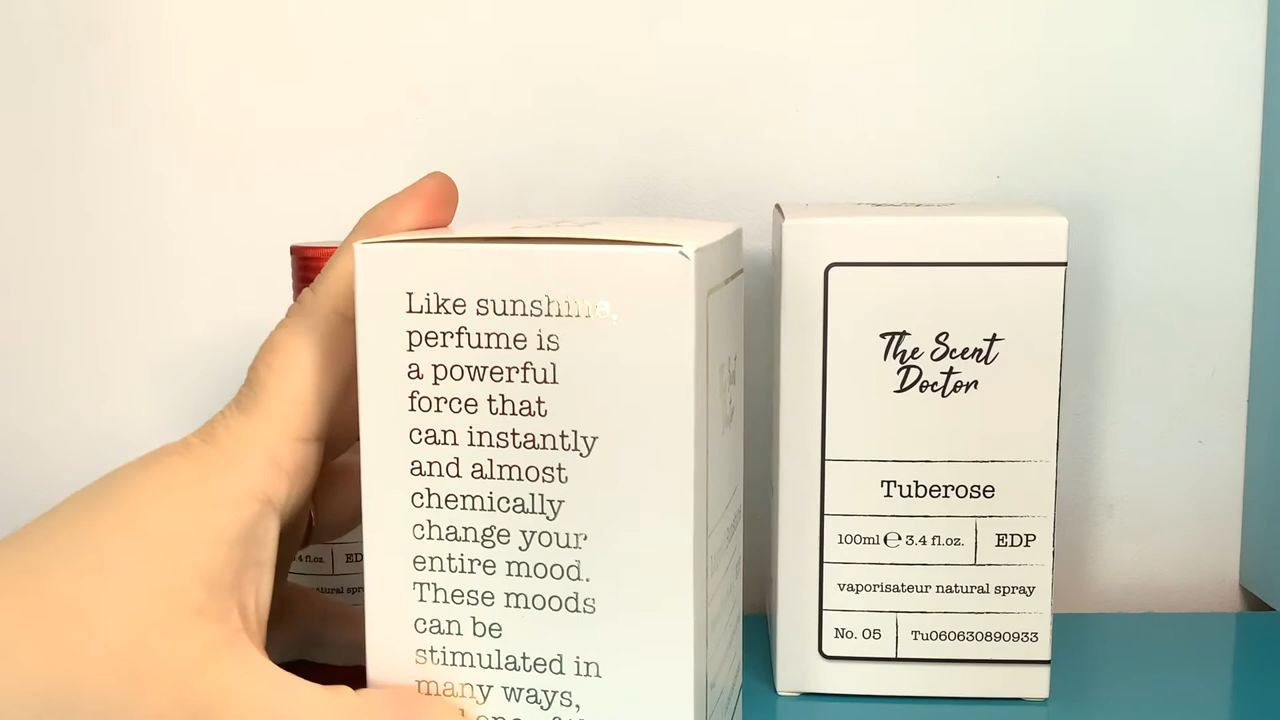 Like sunshine,
perfume is
a powerful
force that
can instantly
and almost
chemically
change your
entire mood.
These moods
can be
stimulated in
many ways,
The Scent
Doctor
Tuberose
100ml ℮ 3.4 fl.oz.
EDP
vaporisateur natural spray
No. 05
Tu060630890933
fl.oz.